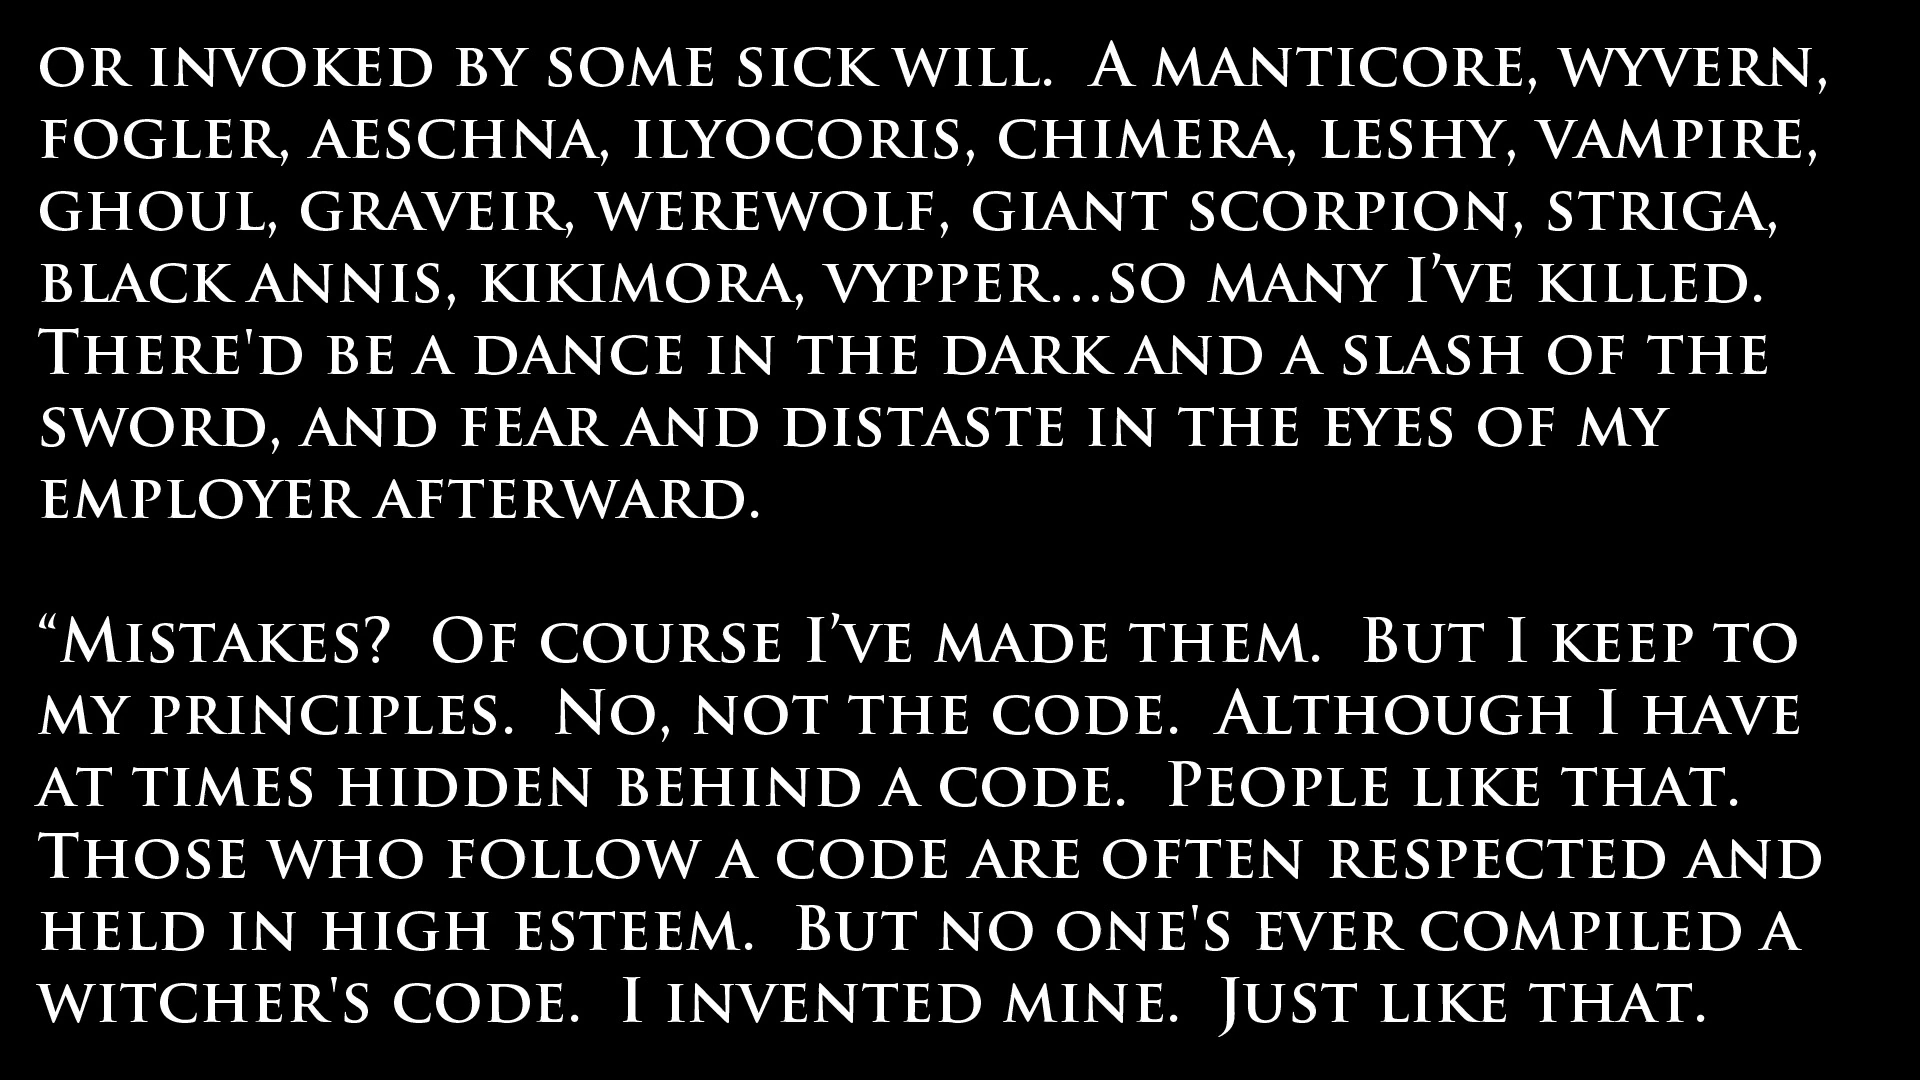 or invoked by some sick will.  A manticore, wyvern,
fogler, aeschna, ilyocoris, chimera, leshy, vampire,
ghoul, graveir, werewolf, giant scorpion, striga,
black annis, kikimora, vypper…so many I’ve killed.
There'd be a dance in the dark and a slash of the
sword, and fear and distaste in the eyes of my
employer afterward.

“Mistakes?  Of course I’ve made them.  But I keep to
my principles.  No, not the code.  Although I have
at times hidden behind a code.  People like that.
Those who follow a code are often respected and
held in high esteem.  But no one's ever compiled a
witcher's code.  I invented mine.  Just like that.